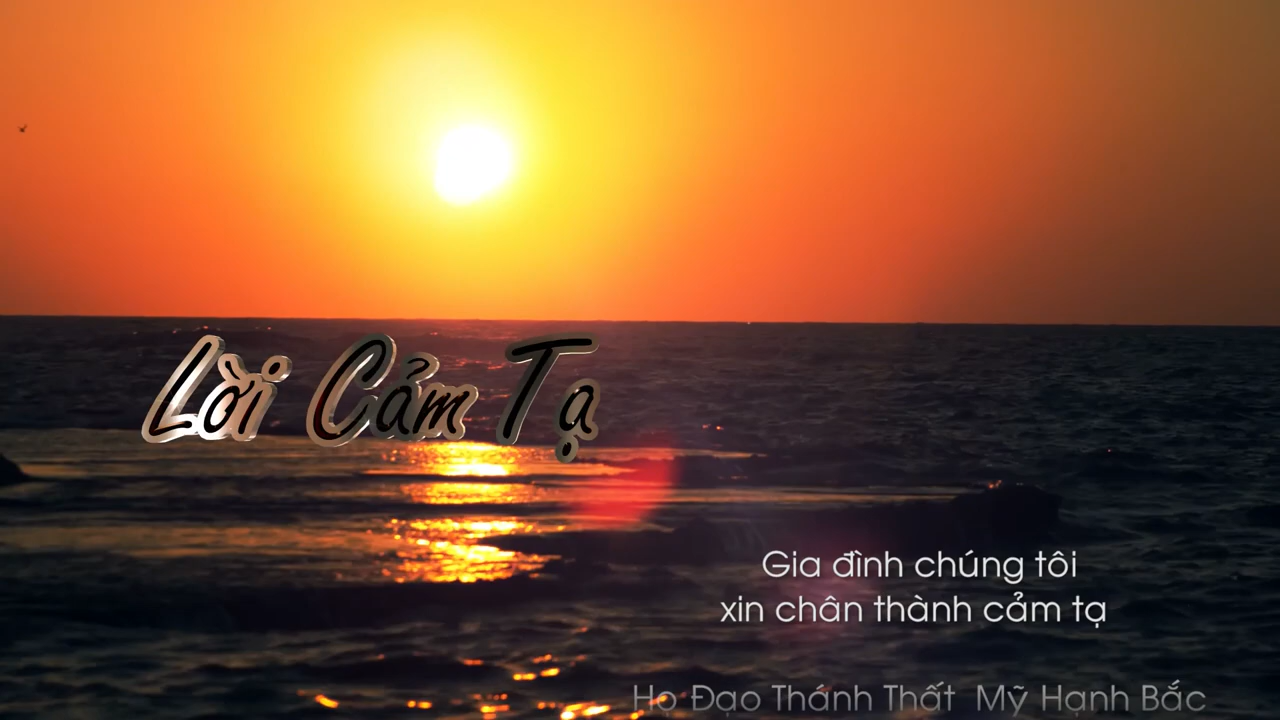 Lời Cảm Tạ
Gia đình chúng tôi
xin chân thành cảm tạ
Họ Đạo Thánh Thất Mỹ Hạnh Bắc